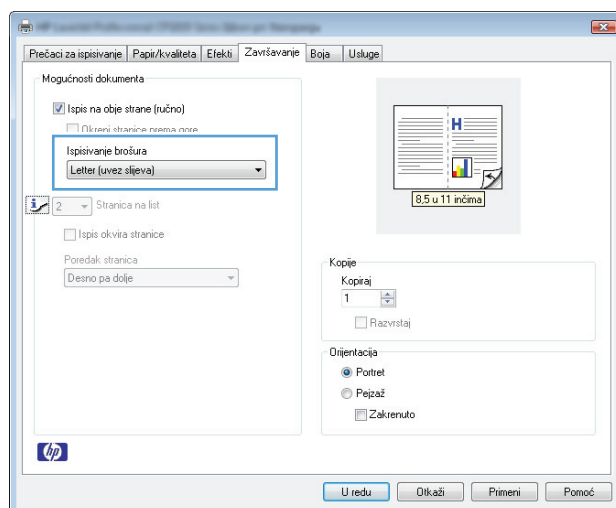 Prečaci za ispisivanje Papir/kvaliteta Efekti Završavanje Boja Usluge
Mogućnosti dokumenta
Ispis na obje strane (ručno)
Okreni stranice prema gore
Ispisivanje brošura
Letter (uvez slijeva)
2 Stranica na list
Ispis okvira stranice
Poredak stranica
Desno pa dolje
H
8,5 u 11 inčima
Kopije
Kopiraj
1
Razvrstaj
Orijentacija
Portret
Pejzaž
Zakrenuto
hp
U redu Otkaži Primeni Pomoć